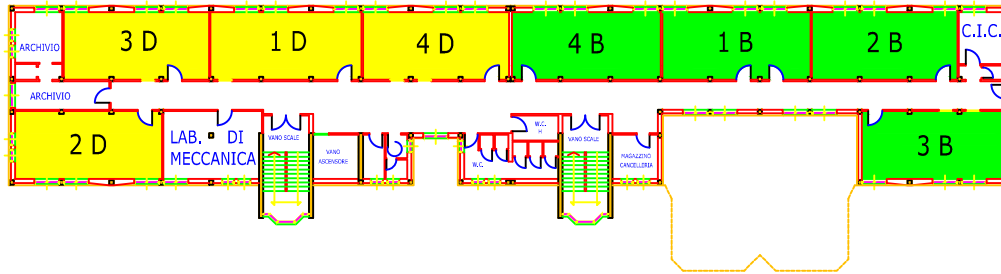 ARCHIVIO
3 D
1 D
4 D
4 B
1 B
2 B
C.I.C.
ARCHIVIO
2 D
LAB. DI
MECCANICA
VANO SCALE
VANO
ASCENSORE
W.C.
W.C.
H
VANO SCALE
MAGAZZINO
CANCELLERIA
3 B